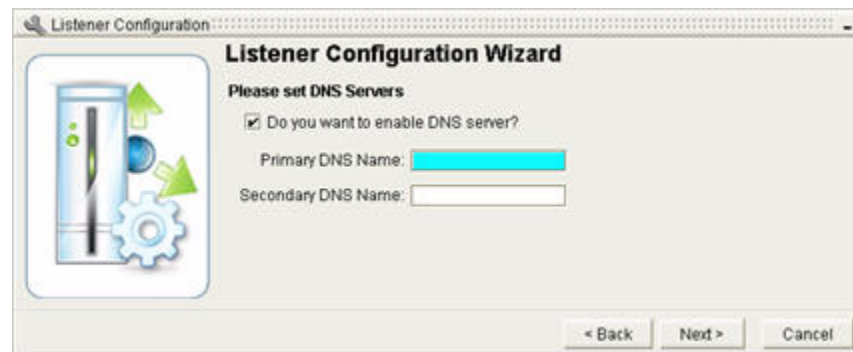 Listener Configuration
Listener Configuration Wizard
Please set DNS Servers
Do you want to enable DNS server?
Primary DNS Name:
Secondary DNS Name:
< Back Next > Cancel